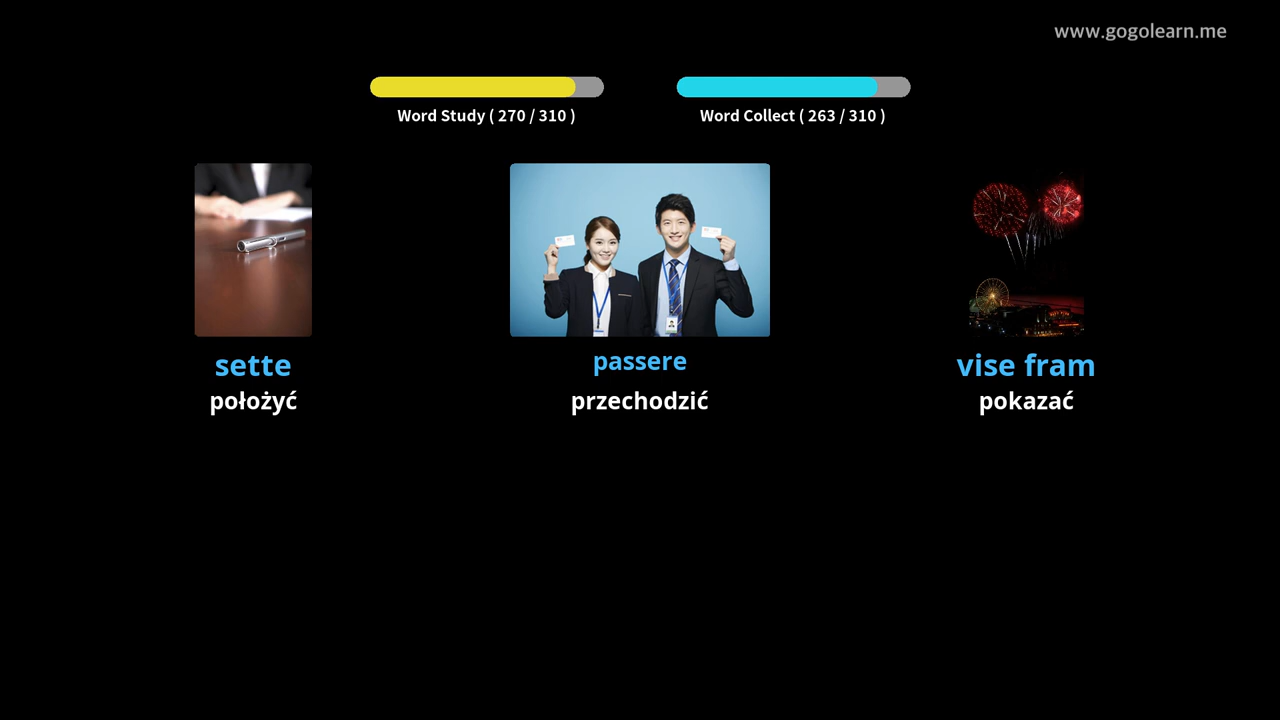 www.gogolearn.me
Word Study ( 270 / 310 )
Word Collect ( 263 / 310 )
sette
passere
vise fram
położyć
przechodzić
pokazać